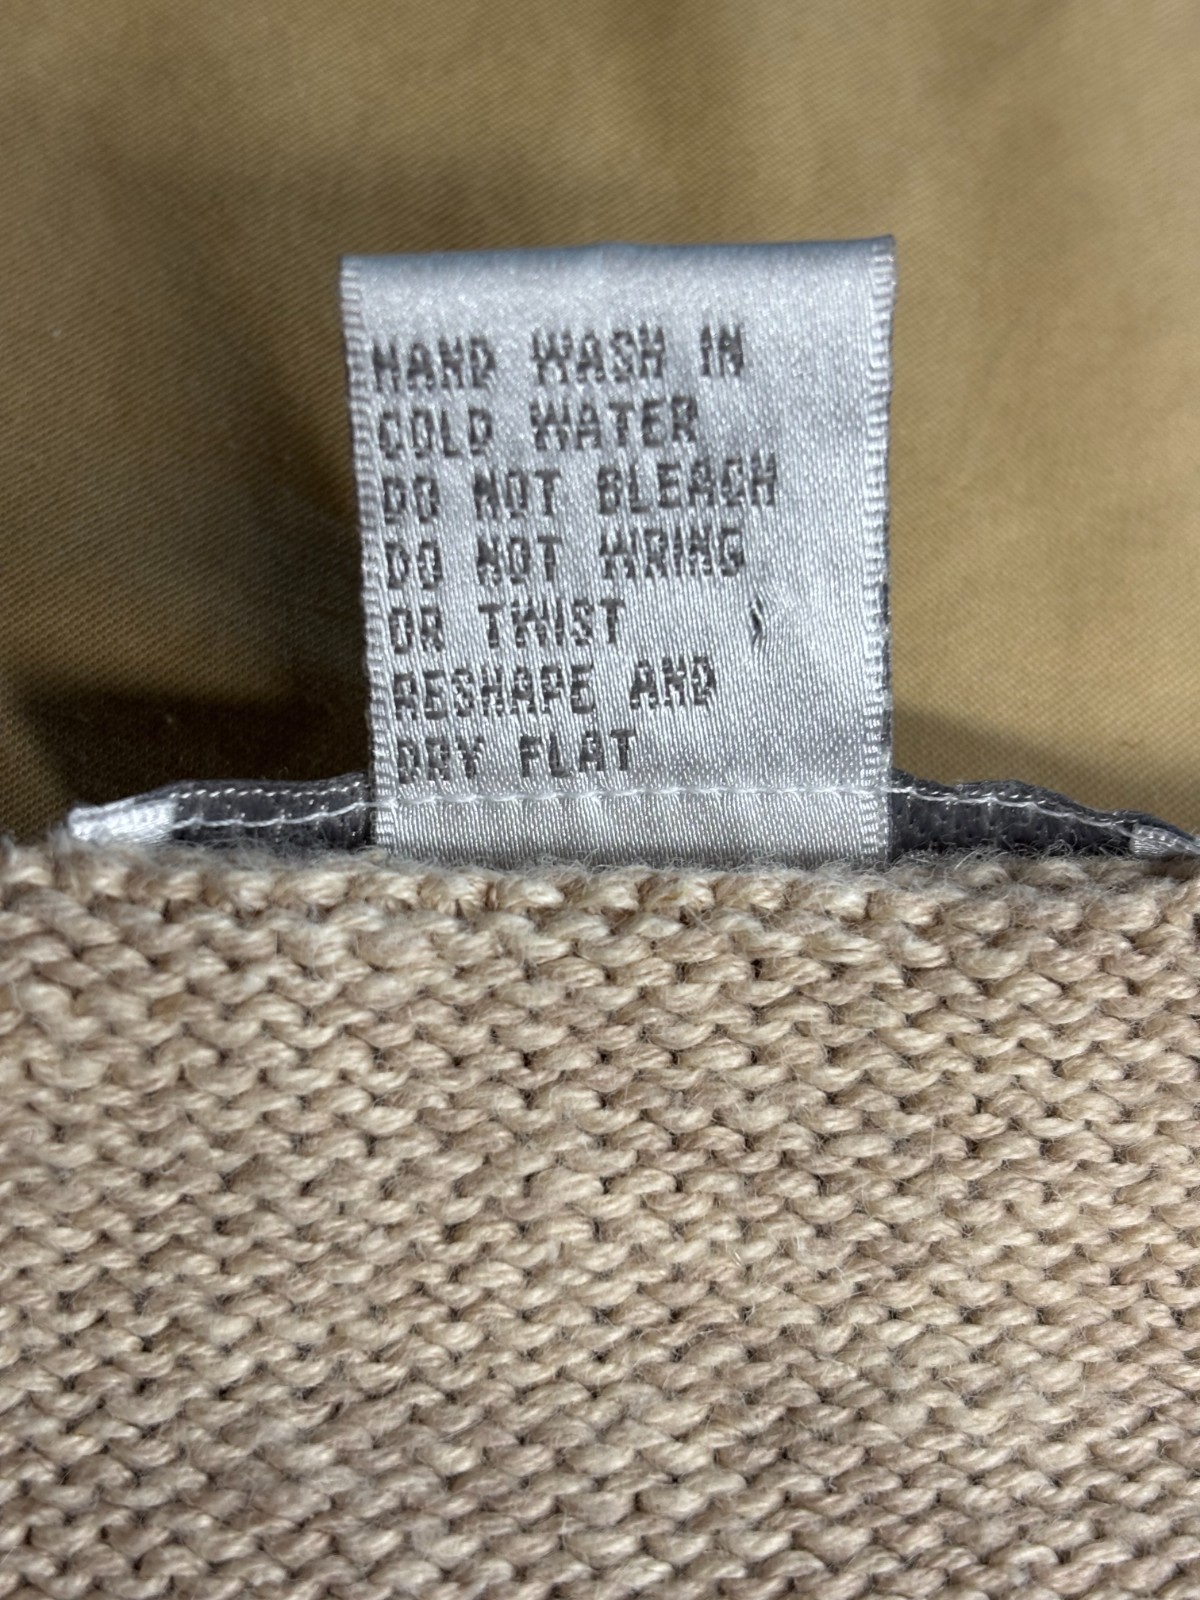 HAND WASH IN
COLD WATER
DO NOT BLEACH
DO NOT WRING
OR TWIST
RESHAPE AND
DRY FLAT